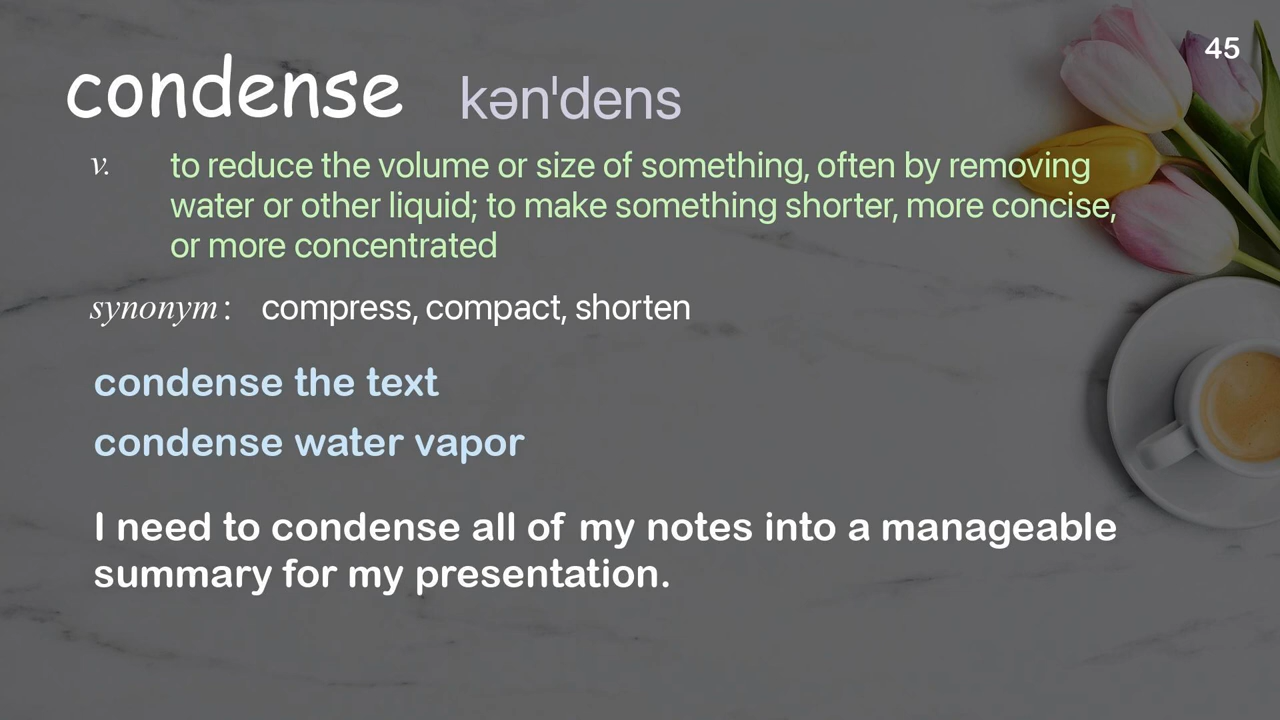 45
condense kən'dens
v. to reduce the volume or size of something, often by removing
water or other liquid; to make something shorter, more concise,
or more concentrated
synonym: compress, compact, shorten
condense the text
condense water vapor
I need to condense all of my notes into a manageable
summary for my presentation.